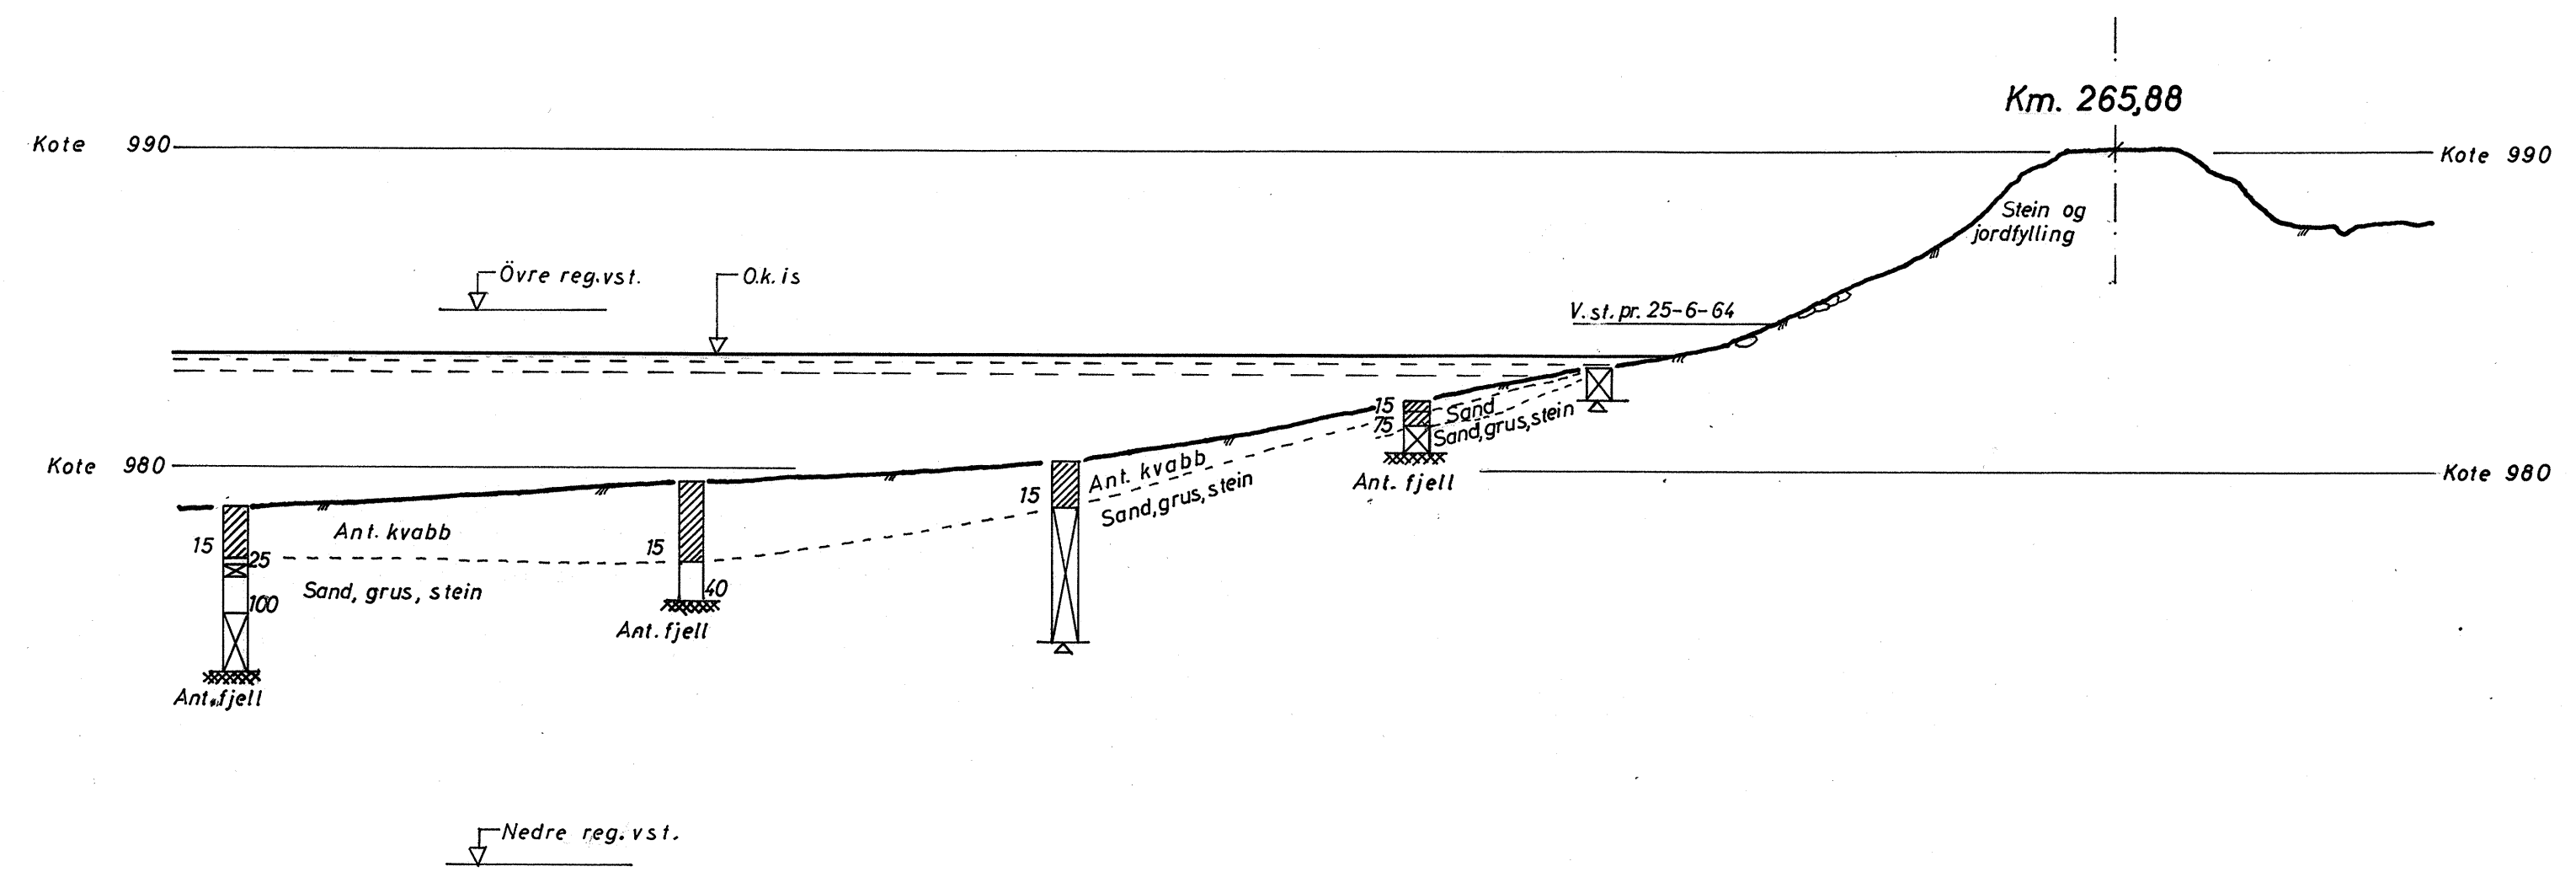 Km. 265,88
Kote 990
Kote 990
Stein og
jordfylling
Övre reg.vst.
O.k. is
V. st. pr. 25-6-64
15
Sand
75
Sand, grus, stein
Kote 980
Ant. kvabb
Ant. fjell
Kote 980
15
Sand, grus, stein
Ant. kvabb
15
15
25
Sand, grus, stein
40
100
Ant. fjell
Ant. fjell
Nedre reg. vst.